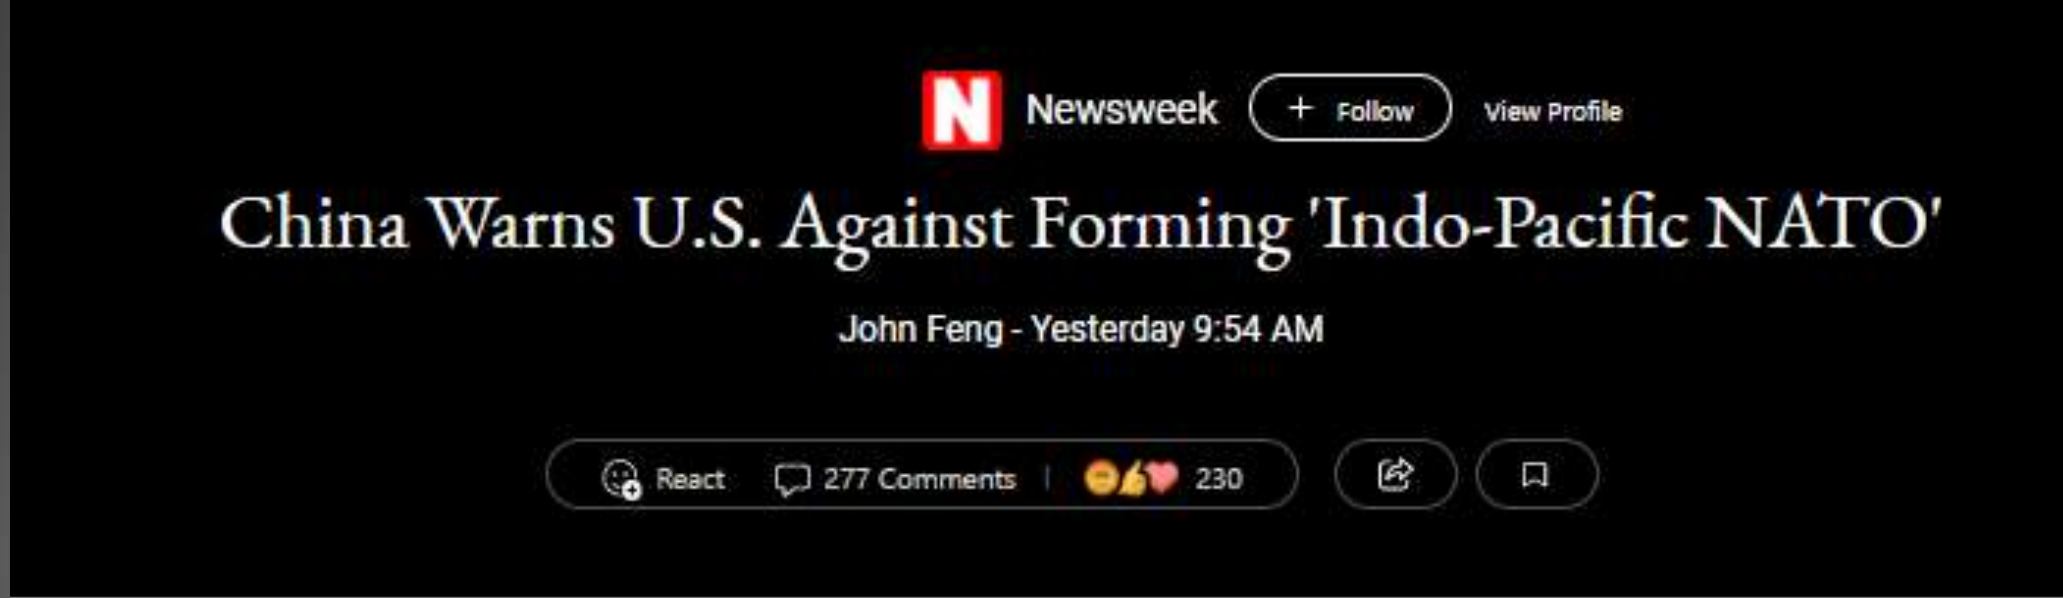 N Newsweek + Follow View Profile
China Warns U.S. Against Forming 'Indo-Pacific NATO'
John Feng - Yesterday 9:54 AM
React 277 Comments | 230